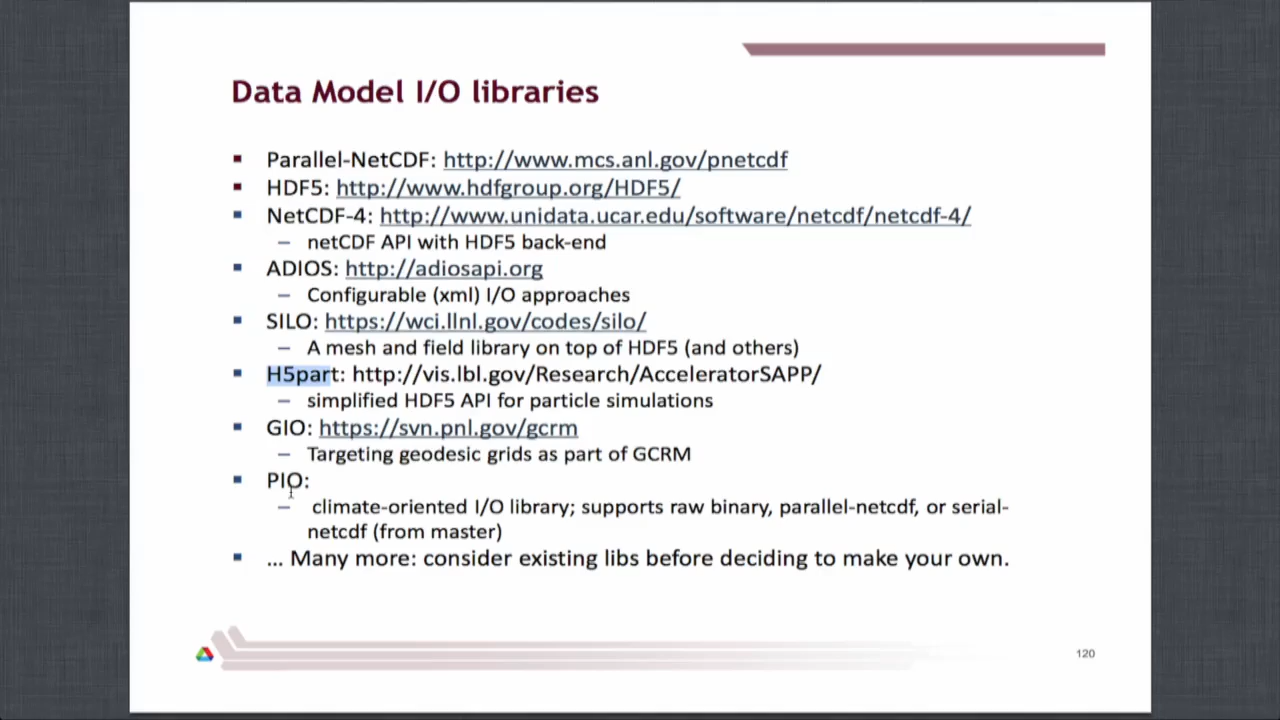 Data Model I/O libraries
▪ Parallel-NetCDF: http://www.mcs.anl.gov/pnetcdf
▪ HDF5: http://www.hdfgroup.org/HDF5/
▪ NetCDF-4: http://www.unidata.ucar.edu/software/netcdf/netcdf-4/
– netCDF API with HDF5 back-end
▪ ADIOS: http://adiosapi.org
– Configurable (xml) I/O approaches
▪ SILO: https://wci.llnl.gov/codes/silo/
– A mesh and field library on top of HDF5 (and others)
▪ H5part: http://vis.lbl.gov/Research/AcceleratorSAPP/
– simplified HDF5 API for particle simulations
▪ GIO: https://svn.pnl.gov/gcrm
– Targeting geodesic grids as part of GCRM
▪ PIO:
– climate-oriented I/O library; supports raw binary, parallel-netcdf, or serial-
netcdf (from master)
▪ ... Many more: consider existing libs before deciding to make your own.
120